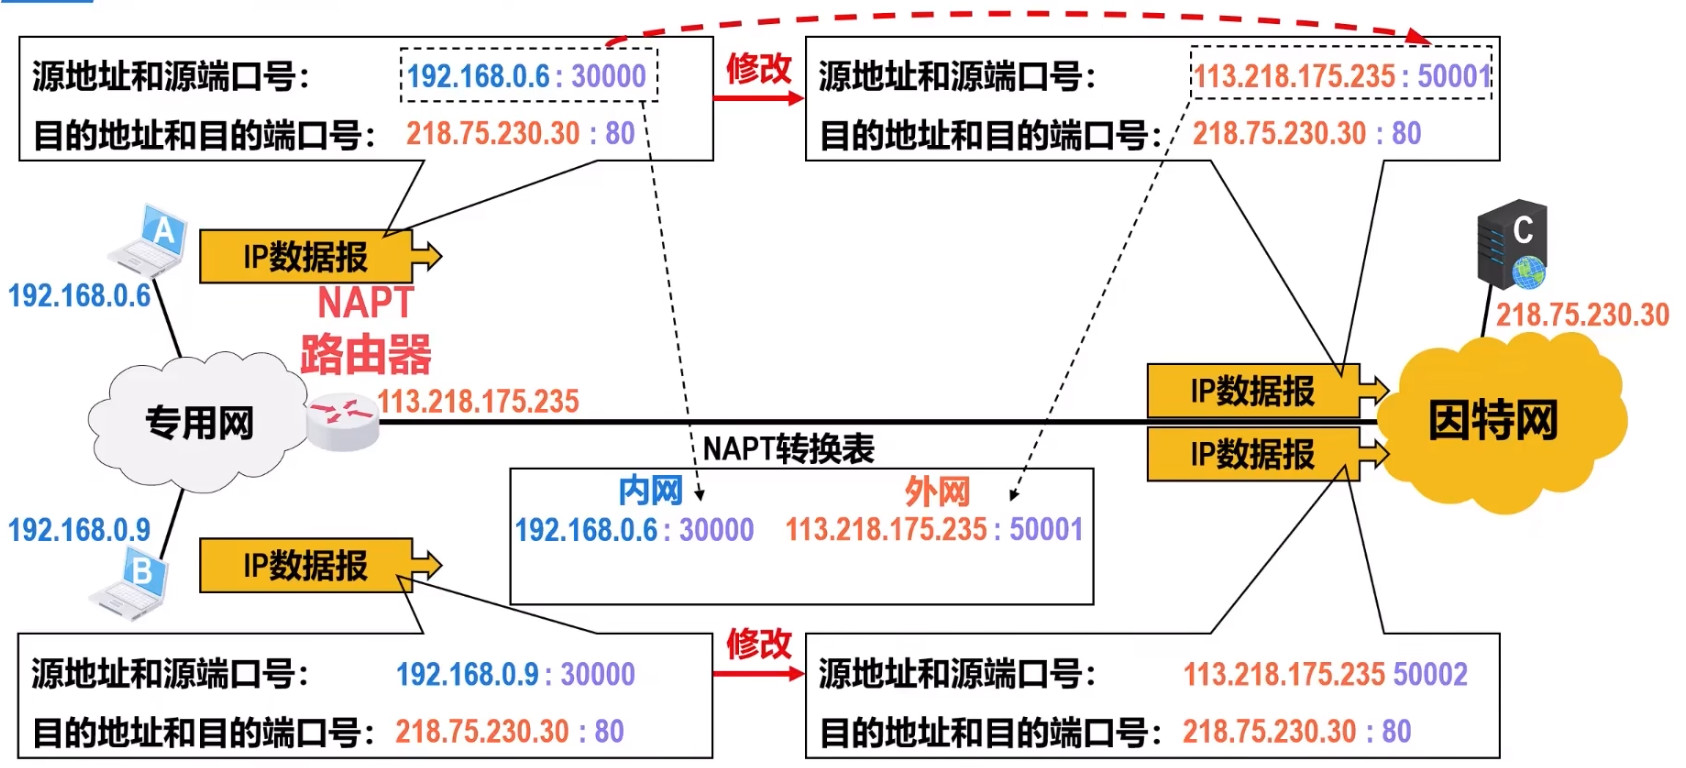 源地址和源端口号： 192.168.0.6 : 30000
目的地址和目的端口号： 218.75.230.30 : 80
修改
源地址和源端口号： 113.218.175.235 : 50001
目的地址和目的端口号： 218.75.230.30 : 80
A
IP数据报
192.168.0.6
NAPT
路由器
113.218.175.235
C
218.75.230.30
专用网
IP数据报
IP数据报
因特网
NAPT转换表
内网 外网
192.168.0.6 : 30000 113.218.175.235 : 50001
192.168.0.9
B
IP数据报
源地址和源端口号： 192.168.0.9 : 30000
目的地址和目的端口号： 218.75.230.30 : 80
修改
源地址和源端口号： 113.218.175.235 50002
目的地址和目的端口号： 218.75.230.30 : 80